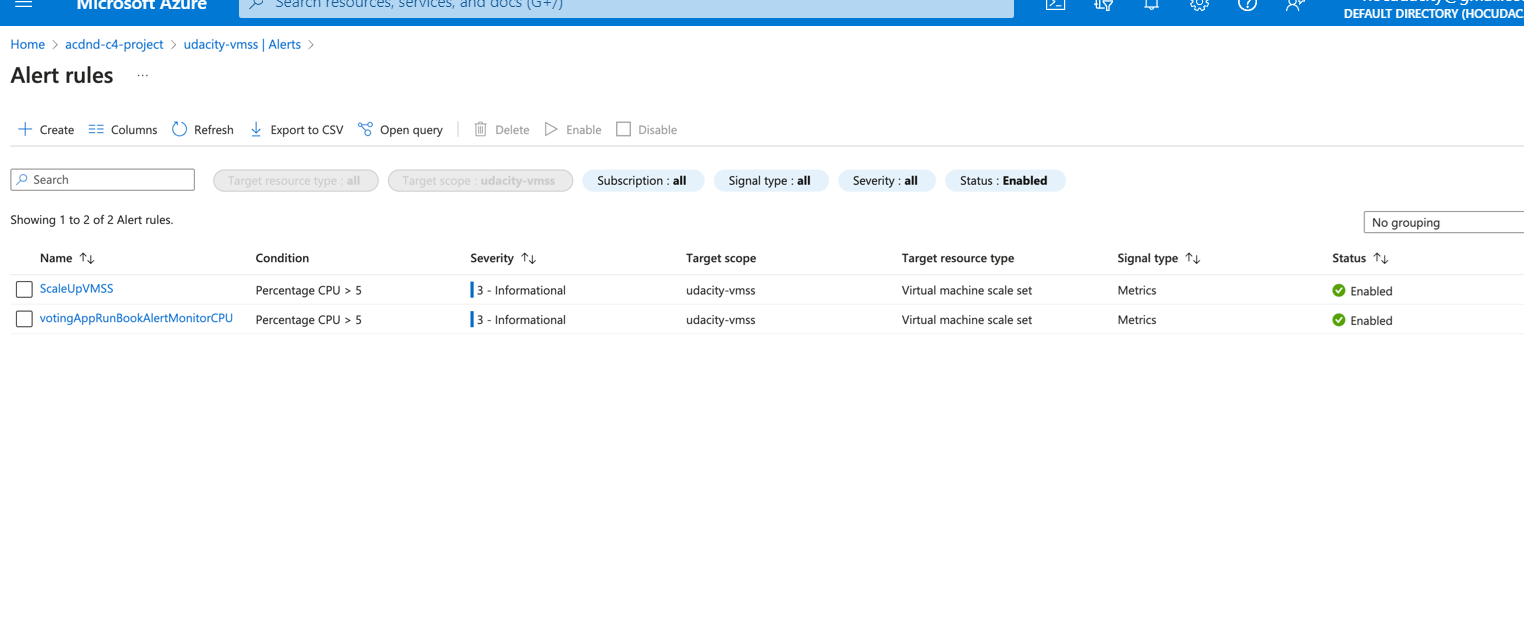 Microsoft Azure
Search resources, services, and docs (G+/)
DEFAULT DIRECTORY (HOCUDAC
Home > acdnd-c4-project > udacity-vmss | Alerts >
Alert rules ...
Create Columns Refresh Export to CSV Open query Delete Enable Disable
Search Target resource type : all Target scope : udacity-vmss Subscription : all Signal type : all Severity : all Status : Enabled
Showing 1 to 2 of 2 Alert rules.
No grouping
Name Condition Severity Target scope Target resource type Signal type Status
ScaleUpVMSS Percentage CPU > 5 3 - Informational udacity-vmss Virtual machine scale set Metrics Enabled
votingAppRunBookAlertMonitorCPU Percentage CPU > 5 3 - Informational udacity-vmss Virtual machine scale set Metrics Enabled